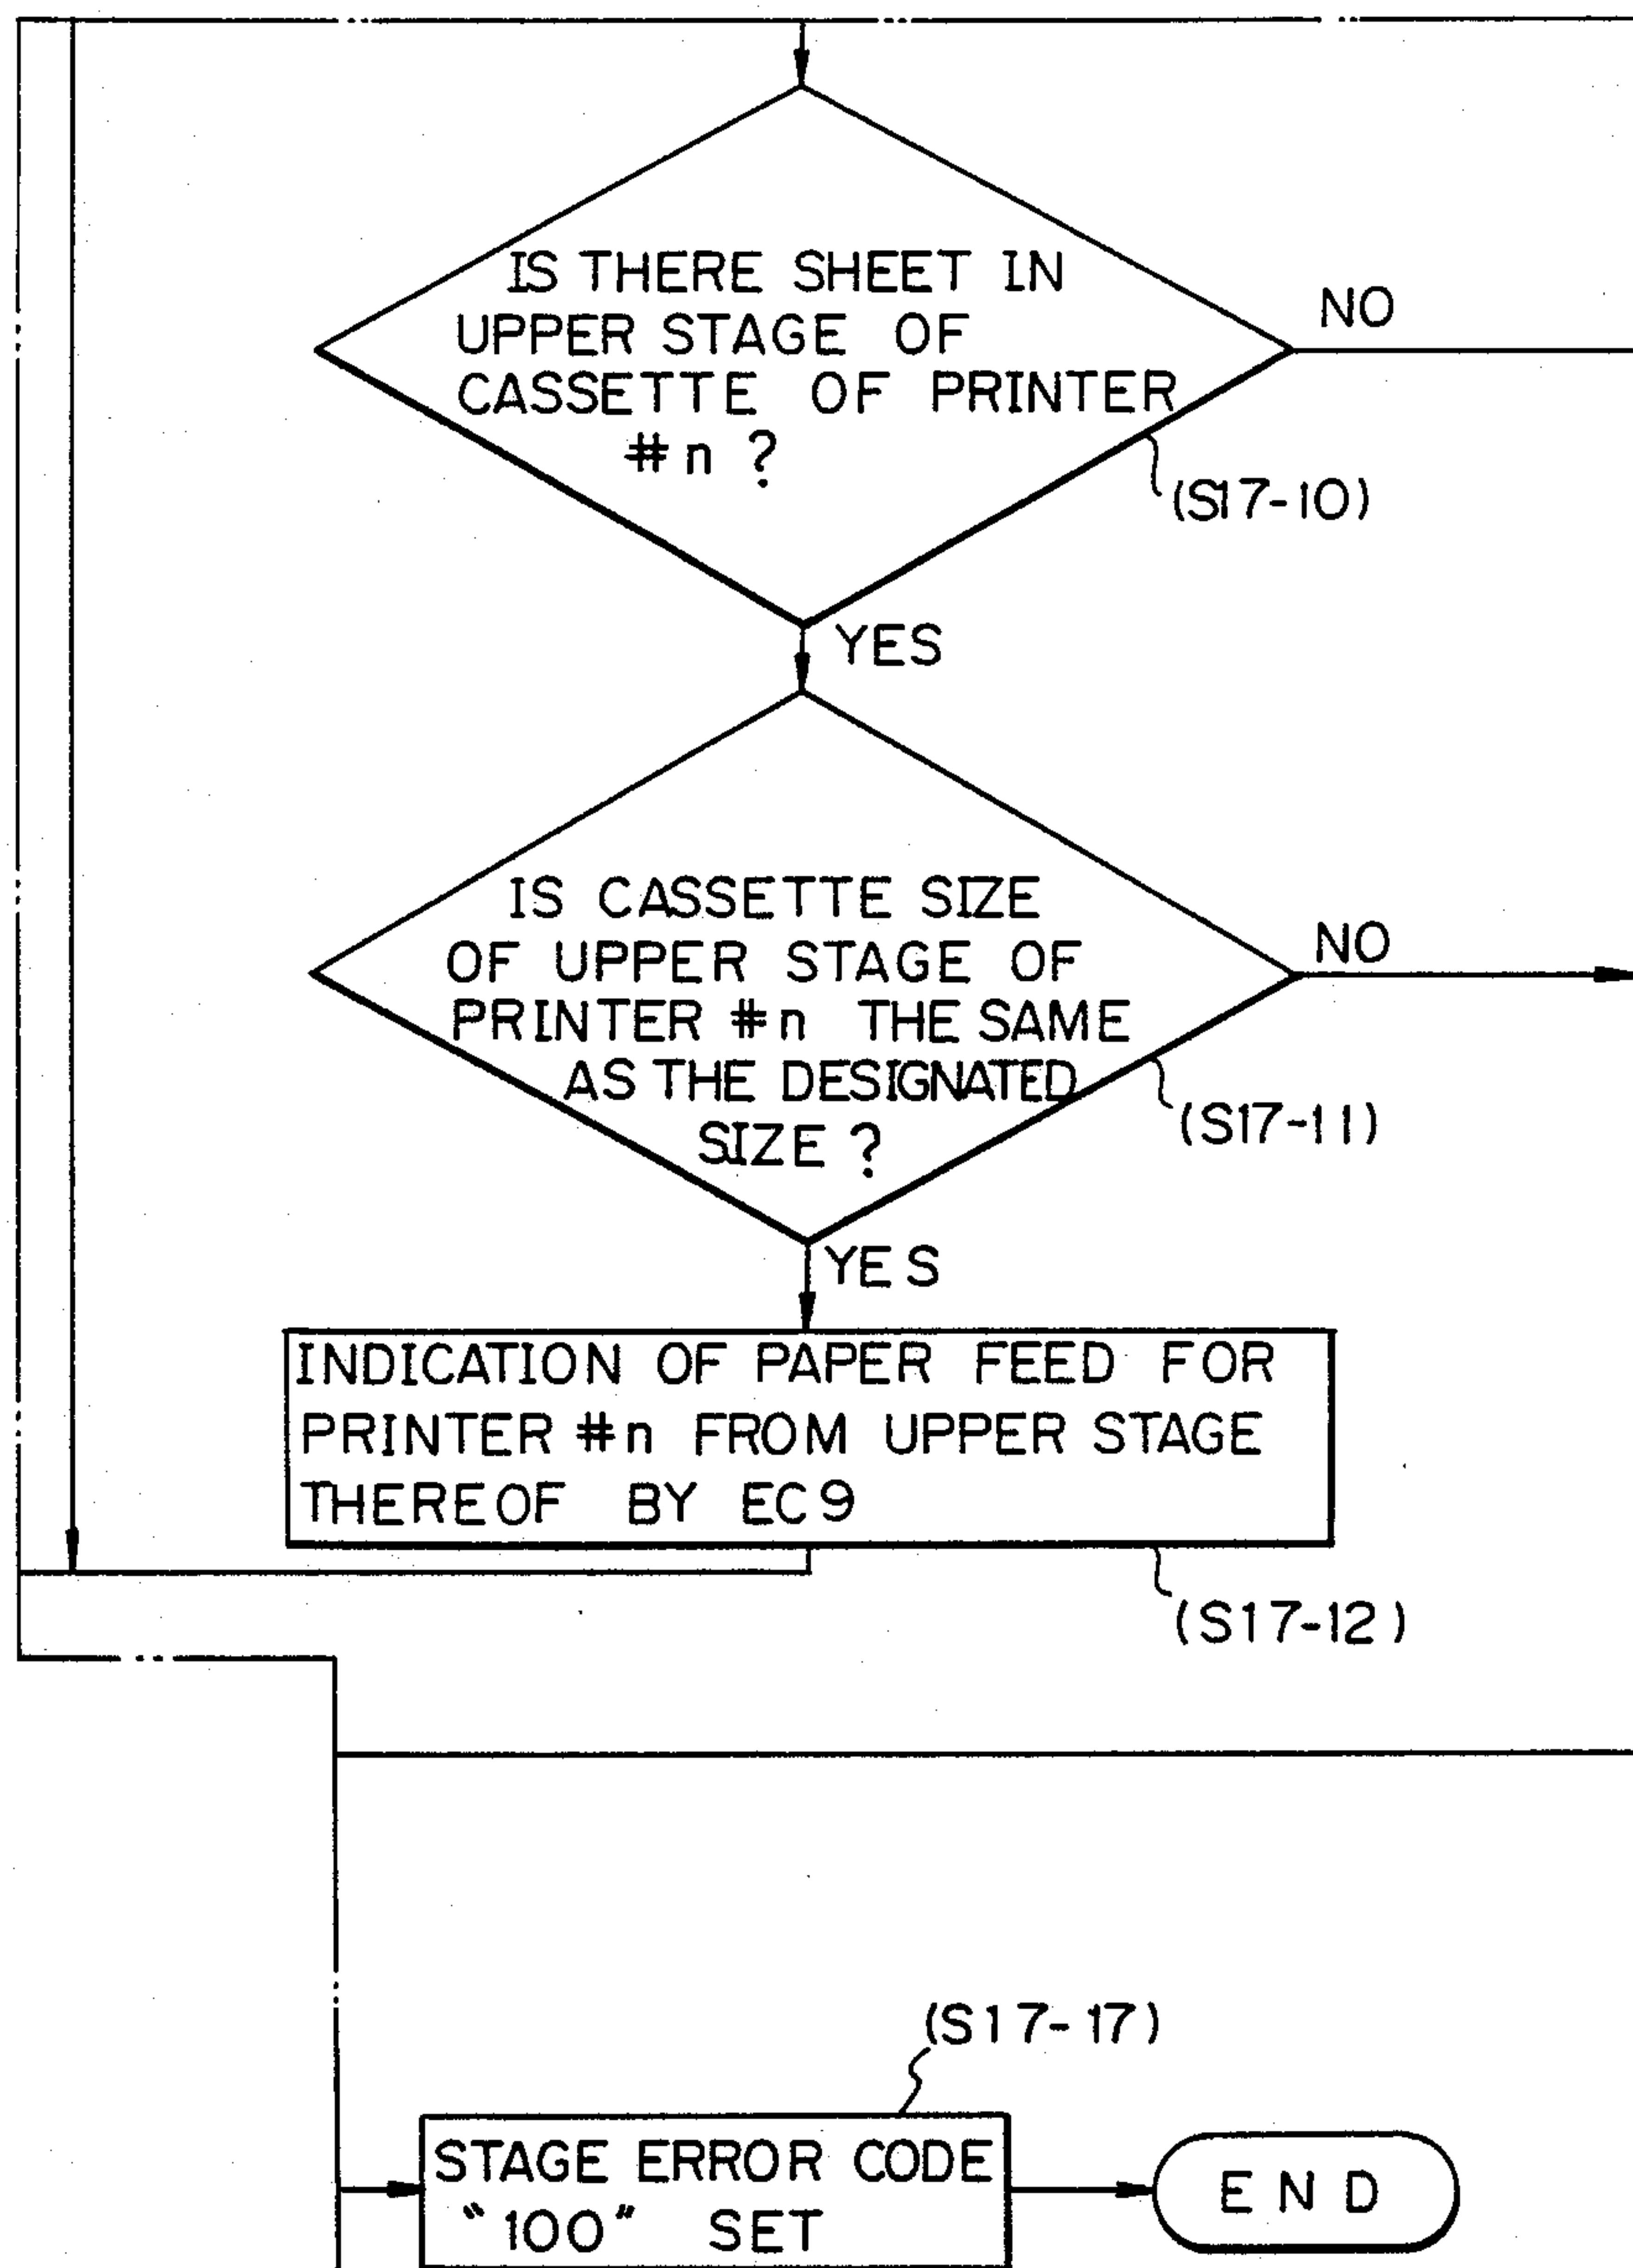 IS THERE SHEET IN
UPPER STAGE OF
CASSETTE OF PRINTER
#n ?
NO
(S17-10)
YES
IS CASSETTE SIZE
OF UPPER STAGE OF
PRINTER #n THE SAME
AS THE DESIGNATED
SIZE ?
NO
(S17-11)
YES
INDICATION OF PAPER FEED FOR
PRINTER #n FROM UPPER STAGE
THEREOF BY EC9
(S17-12)
(S17-17)
STAGE ERROR CODE
"100" SET
END